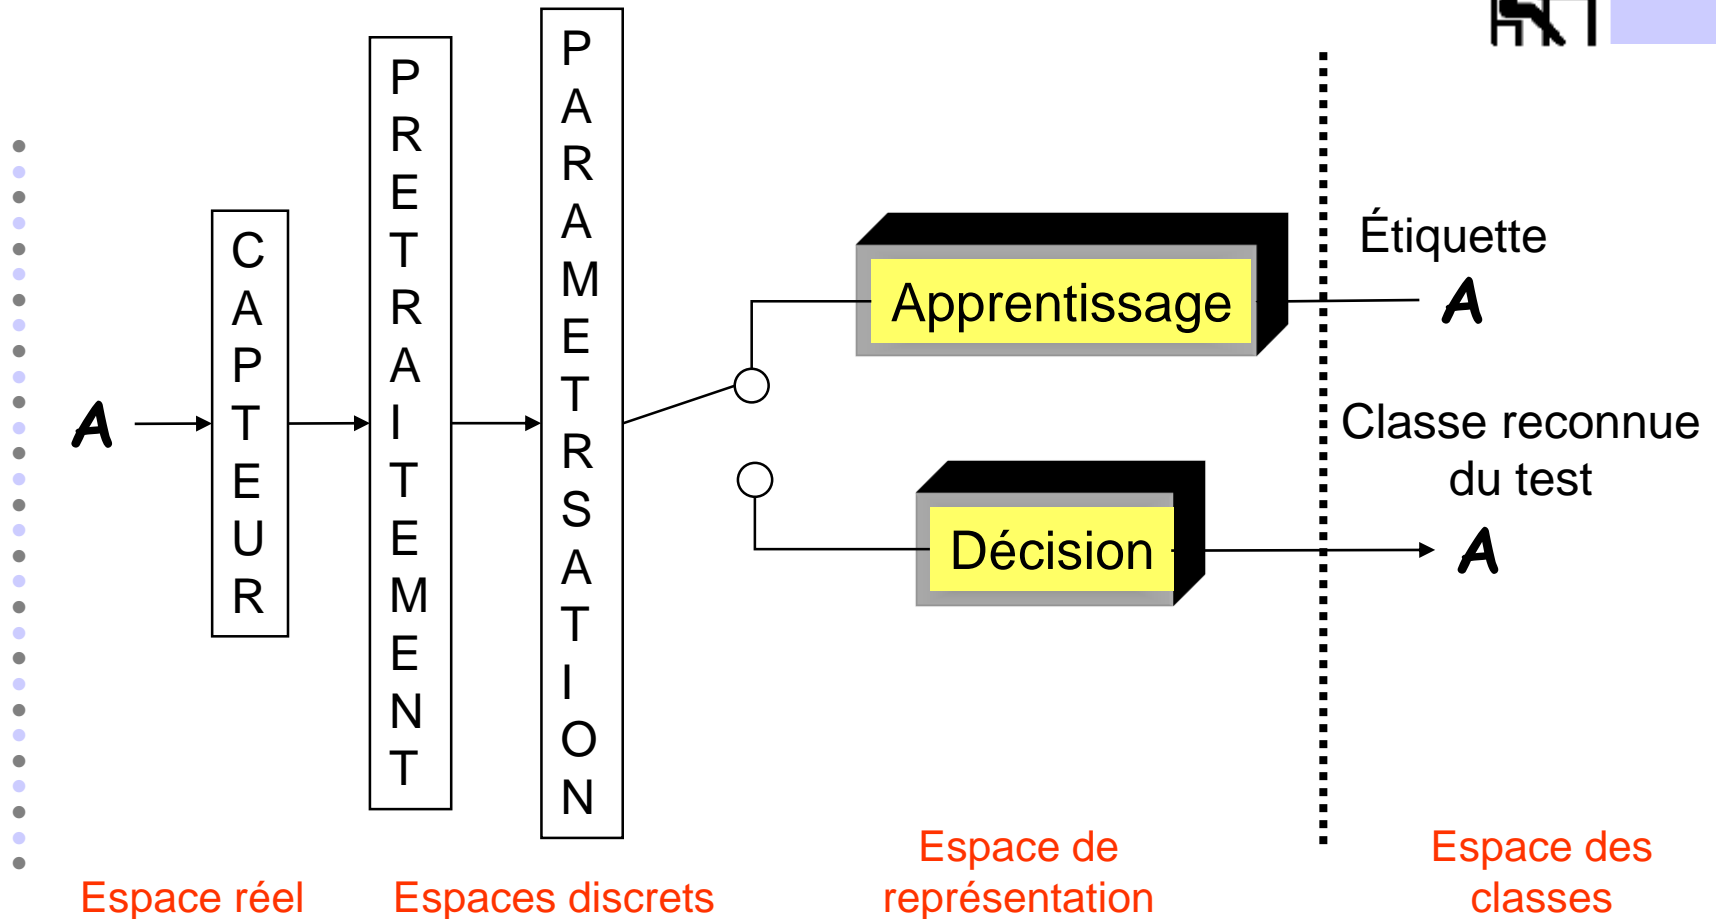 A
CAPTEUR
PRETRAITEMENT
PARAMETRSATION
Apprentissage
Étiquette
A
Décision
Classe reconnue
du test
A
Espace réel
Espaces discrets
Espace de
représentation
Espace des
classes